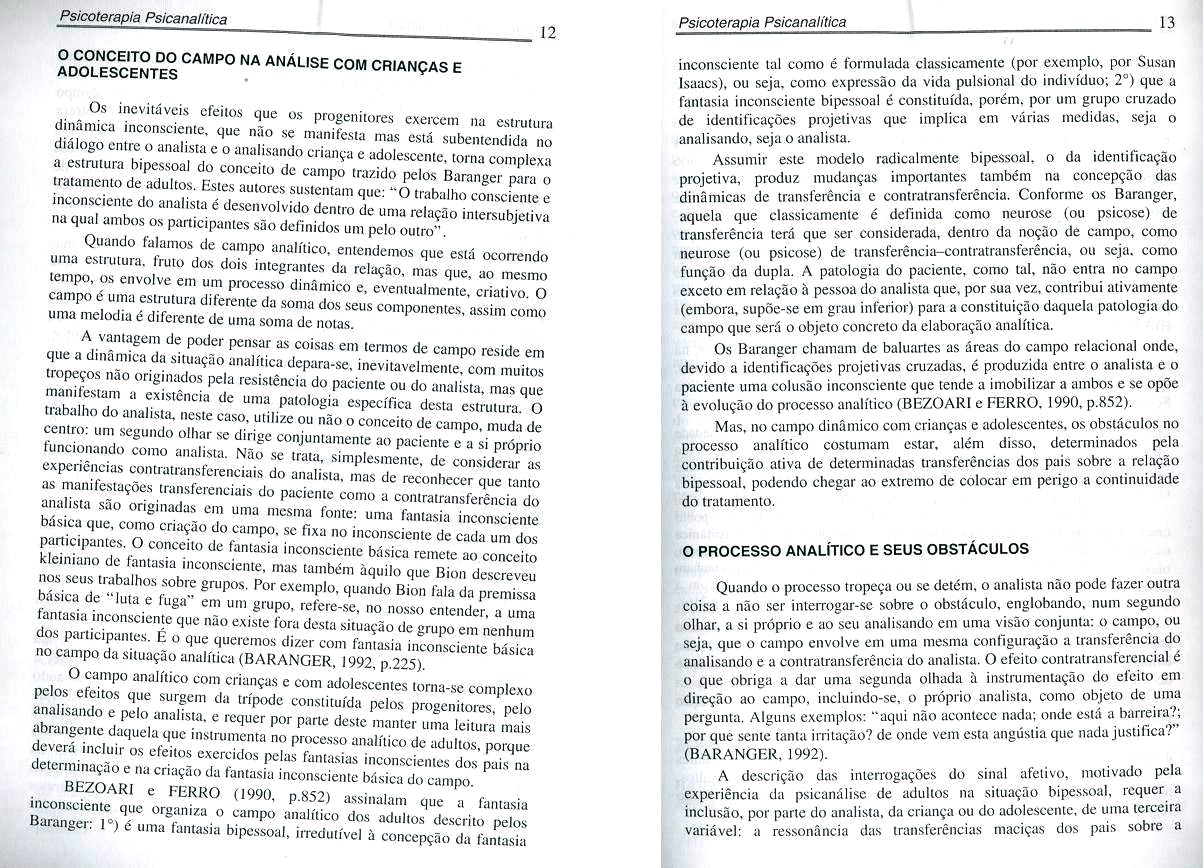 Psicoterapia Psicanalítica
12
O CONCEITO DO CAMPO NA ANÁLISE COM CRIANÇAS E
ADOLESCENTES
Os inevitáveis efeitos que os progenitores exercem na estrutura
dinâmica inconsciente, que não se manifesta mas está subentendida no
diálogo entre o analista e o analisando criança e adolescente, torna complexa
a estrutura bipessoal do conceito de campo trazido pelos Baranger para o
tratamento de adultos. Estes autores sustentam que: “O trabalho consciente e
inconsciente do analista é desenvolvido dentro de uma relação intersubjetiva
na qual ambos os participantes são definidos um pelo outro”.
Quando falamos de campo analítico, entendemos que está ocorrendo
uma estrutura, fruto dos dois integrantes da relação, mas que, ao mesmo
tempo, os envolve em um processo dinâmico e, eventualmente, criativo. O
campo é uma estrutura diferente da soma dos seus componentes, assim como
uma melodia é diferente de uma soma de notas.
A vantagem de poder pensar as coisas em termos de campo reside em
que a dinâmica da situação analítica depara-se, inevitavelmente, com muitos
tropeços não originados pela resistência do paciente ou do analista, mas que
manifestam a existência de uma patologia específica desta estrutura. O
trabalho do analista, neste caso, utilize ou não o conceito de campo, muda de
centro: um segundo olhar se dirige conjuntamente ao paciente e a si próprio
funcionando como analista. Não se trata, simplesmente, de considerar as
experiências contratransferenciais do analista, mas de reconhecer que tanto
as manifestações transferenciais do paciente como a contratransferência do
analista são originadas em uma mesma fonte: uma fantasia inconsciente
básica que, como criação do campo, se fixa no inconsciente de cada um dos
participantes. O conceito de fantasia inconsciente básica remete ao conceito
kleiniano de fantasia inconsciente, mas também àquilo que Bion descreveu
nos seus trabalhos sobre grupos. Por exemplo, quando Bion fala da premissa
básica de “luta e fuga” em um grupo, refere-se, no nosso entender, a uma
fantasia inconsciente que não existe fora desta situação de grupo em nenhum
dos participantes. É o que queremos dizer com fantasia inconsciente básica
no campo da situação analítica (BARANGER, 1992, p.225).
O campo analítico com crianças e com adolescentes torna-se complexo
pelos efeitos que surgem da trípode constituída pelos progenitores, pelo
analisando e pelo analista, e requer por parte deste manter uma leitura mais
abrangente daquela que instrumenta no processo analítico de adultos, porque
deverá incluir os efeitos exercidos pelas fantasias inconscientes dos pais na
determinação e na criação da fantasia inconsciente básica do campo.
BEZOARI e FERRO (1990, p.852) assinalam que a fantasia
inconsciente que organiza o campo analítico dos adultos descrito pelos
Baranger: 1°) é uma fantasia bipessoal, irredutível à concepção da fantasia
Psicoterapia Psicanalítica
13
inconsciente tal como é formulada classicamente (por exemplo, por Susan
Isaacs), ou seja, como expressão da vida pulsional do indivíduo; 2°) que a
fantasia inconsciente bipessoal é constituída, porém, por um grupo cruzado
de identificações projetivas que implica em várias medidas, seja o
analisando, seja o analista.
Assumir este modelo radicalmente bipessoal, o da identificação
projetiva, produz mudanças importantes também na concepção das
dinâmicas de transferência e contratransferência. Conforme os Baranger,
aquela que classicamente é definida como neurose (ou psicose) de
transferência terá que ser considerada, dentro da noção de campo, como
neurose (ou psicose) de transferência–contratransferência, ou seja, como
função da dupla. A patologia do paciente, como tal, não entra no campo
exceto em relação à pessoa do analista que, por sua vez, contribui ativamente
(embora, supõe-se em grau inferior) para a constituição daquela patologia do
campo que será o objeto concreto da elaboração analítica.
Os Baranger chamam de baluartes as áreas do campo relacional onde,
devido a identificações projetivas cruzadas, é produzida entre o analista e o
paciente uma colusão inconsciente que tende a imobilizar a ambos e se opõe
à evolução do processo analítico (BEZOARI e FERRO, 1990, p.852).
Mas, no campo dinâmico com crianças e adolescentes, os obstáculos no
processo analítico costumam estar, além disso, determinados pela
contribuição ativa de determinadas transferências dos pais sobre a relação
bipessoal, podendo chegar ao extremo de colocar em perigo a continuidade
do tratamento.
O PROCESSO ANALÍTICO E SEUS OBSTÁCULOS
Quando o processo tropeça ou se detém, o analista não pode fazer outra
coisa a não ser interrogar-se sobre o obstáculo, englobando, num segundo
olhar, a si próprio e ao seu analisando em uma visão conjunta: o campo, ou
seja, que o campo envolve em uma mesma configuração a transferência do
analisando e a contratransferência do analista. O efeito contratransferencial é
o que obriga a dar uma segunda olhada à instrumentação do efeito em
direção ao campo, incluindo-se, o próprio analista, como objeto de uma
pergunta. Alguns exemplos: “aqui não acontece nada; onde está a barreira?;
por que sente tanta irritação? de onde vem esta angústia que nada justifica?”
(BARANGER, 1992).
A descrição das interrogações do sinal afetivo, motivado pela
experiência da psicanálise de adultos na situação bipessoal, requer a
inclusão, por parte do analista, da criança ou do adolescente, de uma terceira
variável: a ressonância das transferências maciças dos pais sobre a